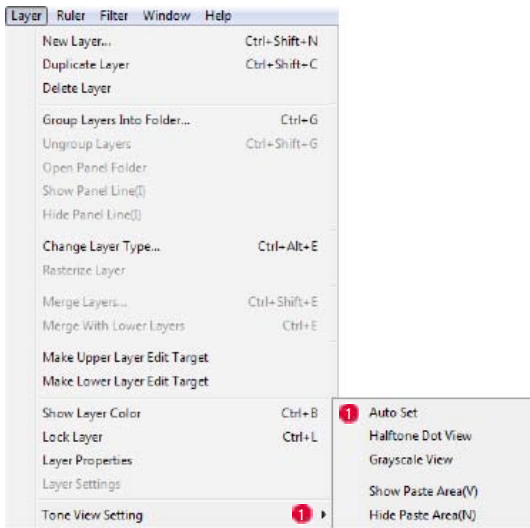 Layer Ruler Filter Window Help
New Layer... Ctrl+Shift+N
Duplicate Layer Ctrl+Shift+C
Delete Layer
Group Layers Into Folder... Ctrl+G
Ungroup Layers Ctrl+Shift+G
Open Panel Folder
Show Panel Line(I)
Hide Panel Line(J)
Change Layer Type... Ctrl+Alt+E
Rasterize Layer
Merge Layers... Ctrl+Shift+E
Merge With Lower Layers Ctrl+E
Make Upper Layer Edit Target
Make Lower Layer Edit Target
Show Layer Color Ctrl+B
Lock Layer Ctrl+L
Layer Properties
Layer Settings
Tone View Setting 1
1 Auto Set
Halftone Dot View
Grayscale View
Show Paste Area(V)
Hide Paste Area(N)